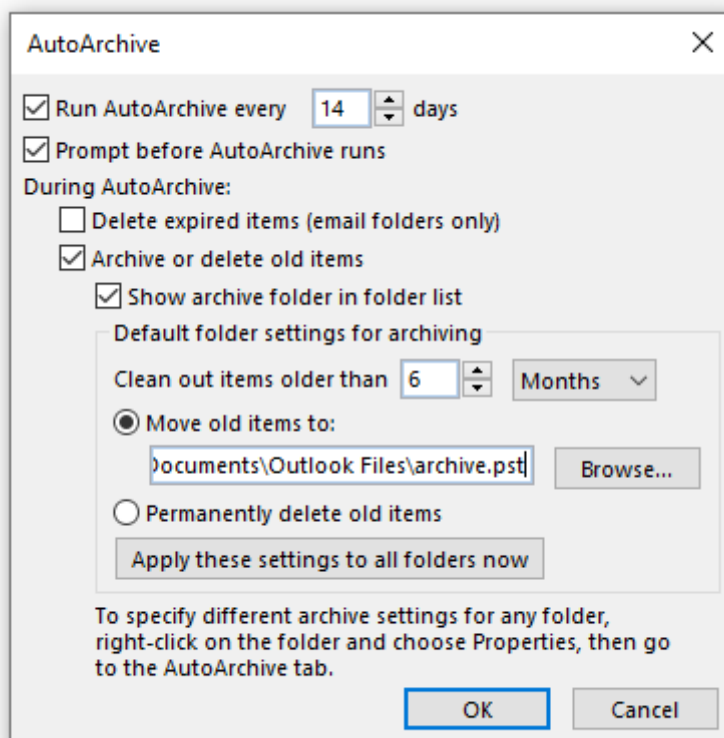 AutoArchive
Run AutoArchive every 14 days
Prompt before AutoArchive runs
During AutoArchive:
Delete expired items (email folders only)
Archive or delete old items
Show archive folder in folder list
Default folder settings for archiving
Clean out items older than 6 Months
Move old items to:
Documents\Outlook Files\archive.pst Browse...
Permanently delete old items
Apply these settings to all folders now
To specify different archive settings for any folder,
right-click on the folder and choose Properties, then go
to the AutoArchive tab.
OK Cancel